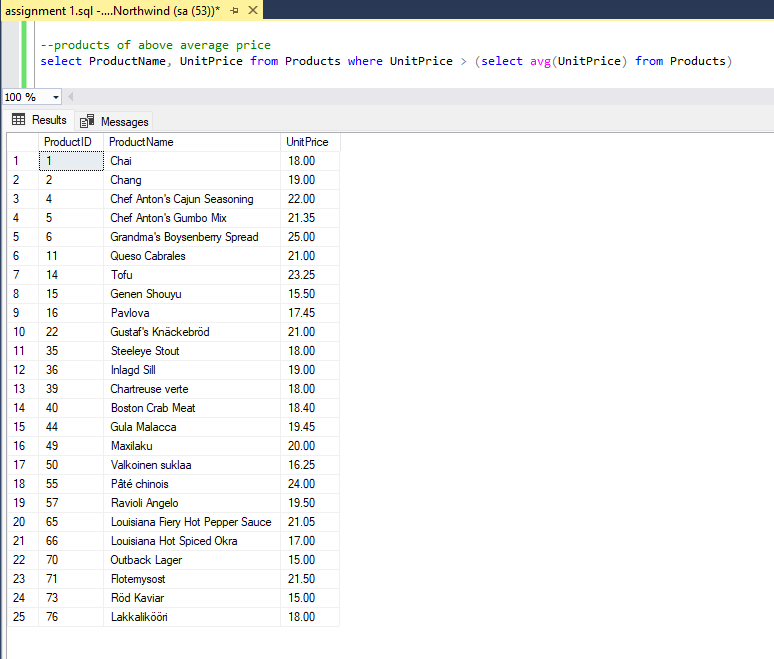 assignment 1.sql -....Northwind (sa (53))*
--products of above average price
select ProductName, UnitPrice from Products where UnitPrice > (select avg(UnitPrice) from Products)
100 %
Results Messages
ProductID ProductName UnitPrice
1 1 Chai 18.00
2 2 Chang 19.00
3 4 Chef Anton's Cajun Seasoning 22.00
4 5 Chef Anton's Gumbo Mix 21.35
5 6 Grandma's Boysenberry Spread 25.00
6 11 Queso Cabrales 21.00
7 14 Tofu 23.25
8 15 Genen Shouyu 15.50
9 16 Pavlova 17.45
10 22 Gustaf's Knäckebröd 21.00
11 35 Steeleye Stout 18.00
12 36 Inlagd Sill 19.00
13 39 Chartreuse verte 18.00
14 40 Boston Crab Meat 18.40
15 44 Gula Malacca 19.45
16 49 Maxilaku 20.00
17 50 Valkoinen suklaa 16.25
18 55 Pâté chinois 24.00
19 57 Ravioli Angelo 19.50
20 65 Louisiana Fiery Hot Pepper Sauce 21.05
21 66 Louisiana Hot Spiced Okra 17.00
22 70 Outback Lager 15.00
23 71 Flotemysost 21.50
24 73 Röd Kaviar 15.00
25 76 Lakkalikööri 18.00